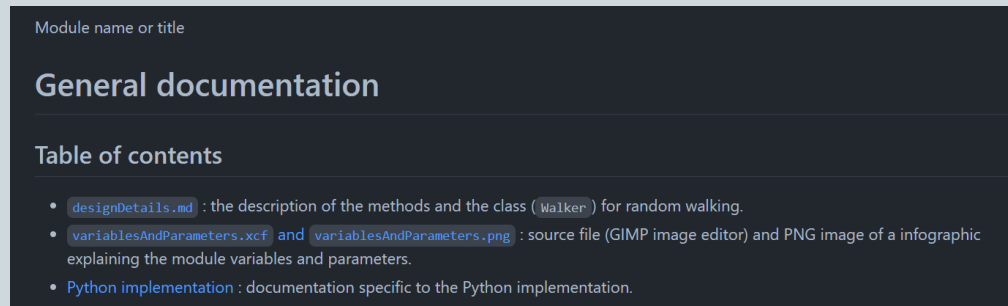 Module name or title
General documentation
Table of contents
designDetails.md : the description of the methods and the class ( Walker ) for random walking.
variablesAndParameters.xcf and variablesAndParameters.png : source file (GIMP image editor) and PNG image of a infographic
explaining the module variables and parameters.
Python implementation : documentation specific to the Python implementation.